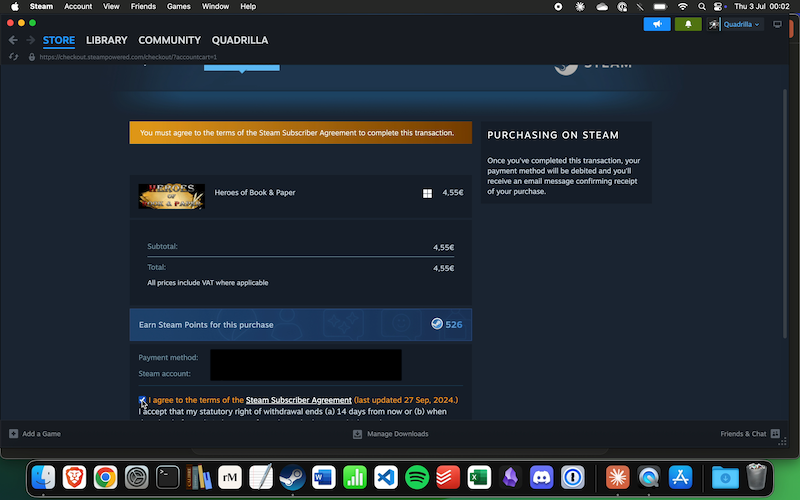 Steam Account View Friends Games Window Help Thu 3 Jul 00:02
STORE LIBRARY COMMUNITY QUADRILLA
Quadrilla
https://checkout.steampowered.com/checkout/?accountcart=1
STEAM
You must agree to the terms of the Steam Subscriber Agreement to complete this transaction.
PURCHASING ON STEAM
Once you've completed this transaction, your
payment method will be debited and you'll
receive an email message confirming receipt
of your purchase.
HEROES
OF
Heroes of Book & Paper 4,55€
Subtotal: 4,55€
Total: 4,55€
All prices include VAT where applicable
Earn Steam Points for this purchase 526
Payment method:
Steam account:
I agree to the terms of the Steam Subscriber Agreement (last updated 27 Sep, 2024.)
I accept that my statutory right of withdrawal ends (a) 14 days from now or (b) when
Add a Game Manage Downloads Friends & Chat
rM